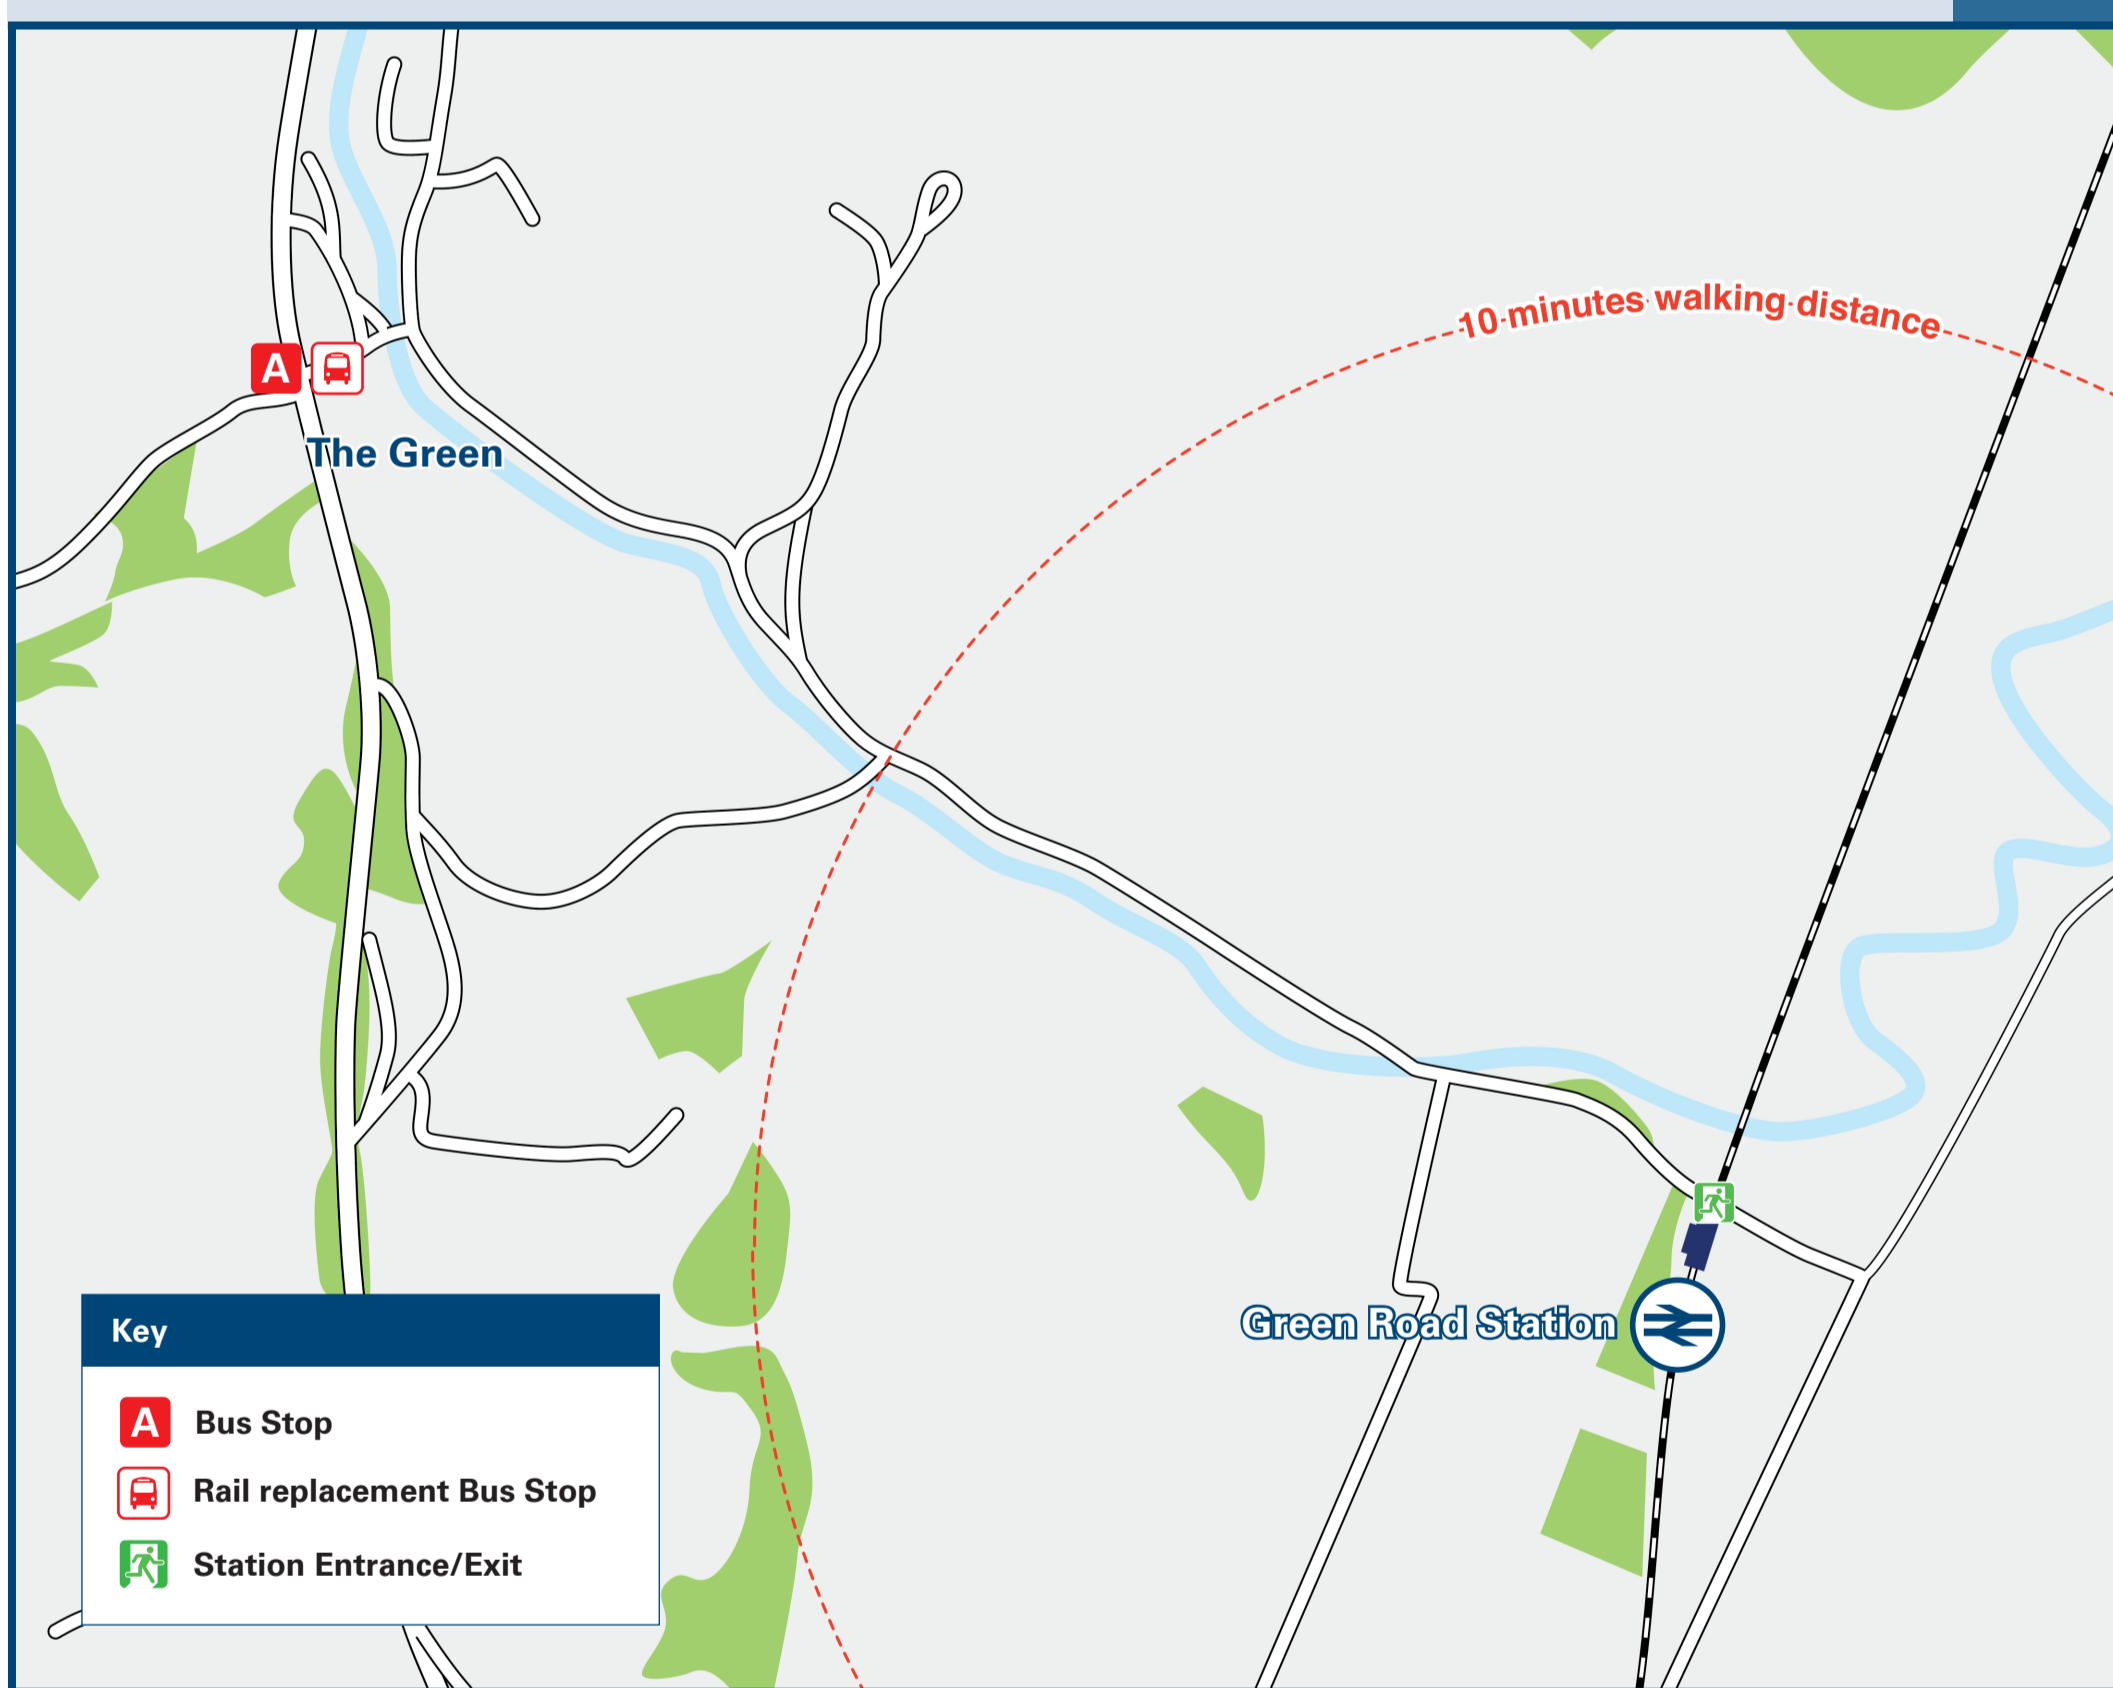 10 minutes walking distance
A
The Green
Green Road Station
Key
A Bus Stop
Rail replacement Bus Stop
Station Entrance/Exit